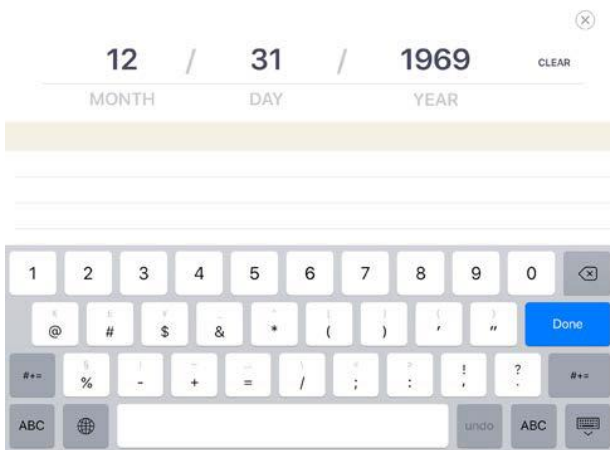 12 / 31 / 1969 CLEAR
MONTH DAY YEAR
1 2 3 4 5 6 7 8 9 0
@ # $ & * ( ) ' "
Done
#+= % - + = / ; : ! , ? . #+=
ABC undo ABC